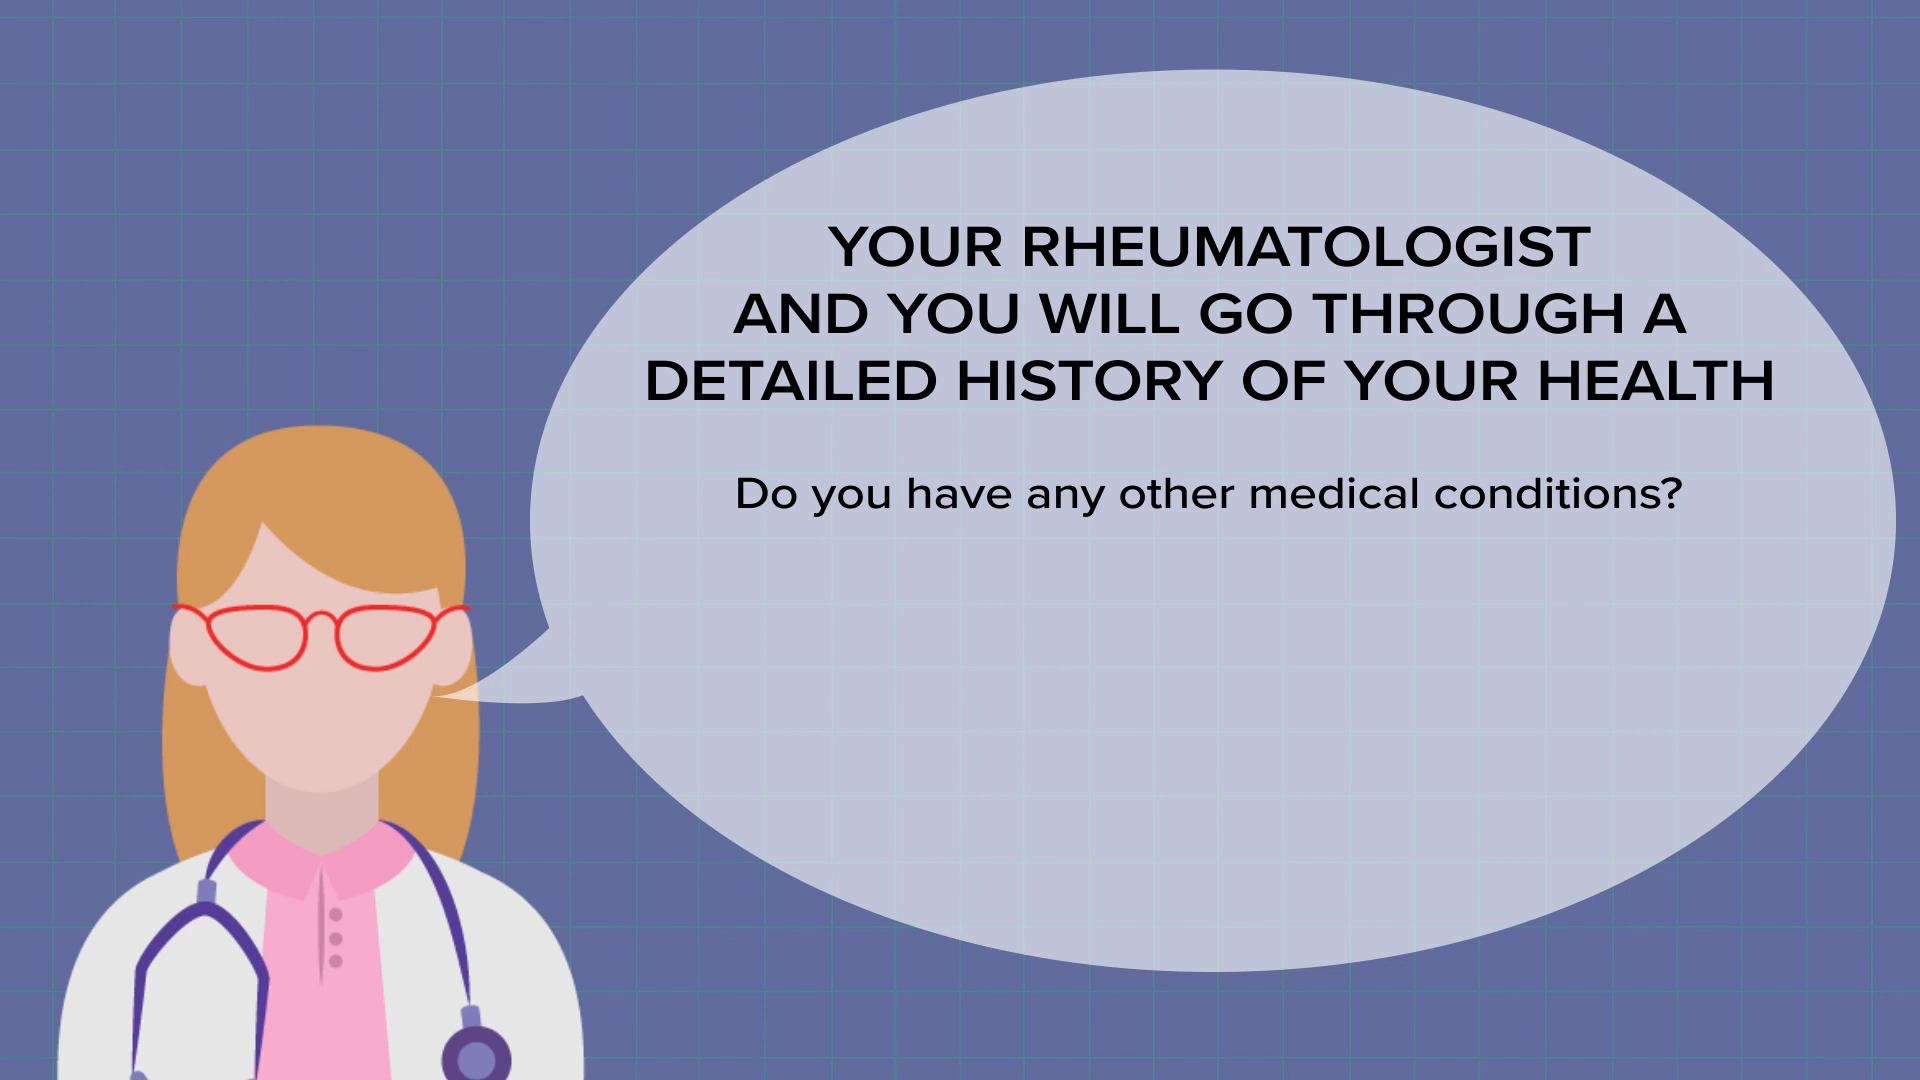 YOUR RHEUMATOLOGIST
AND YOU WILL GO THROUGH A
DETAILED HISTORY OF YOUR HEALTH
Do you have any other medical conditions?